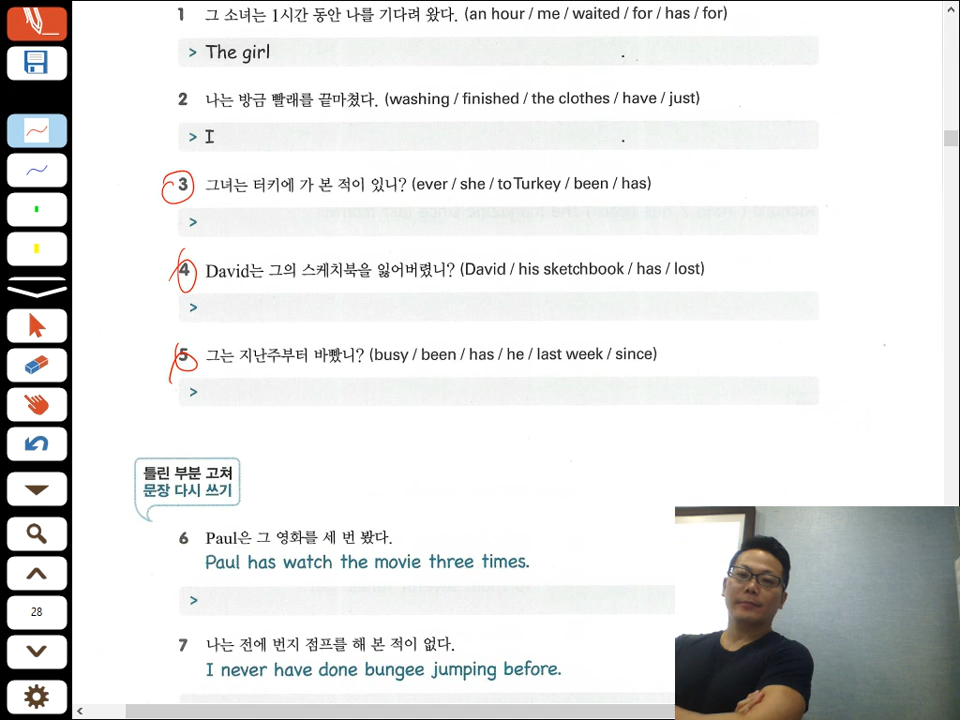 1 그 소녀는 1시간 동안 나를 기다려 왔다. (an hour / me / waited / for / has / for)
> The girl .
2 나는 방금 빨래를 끝마쳤다. (washing / finished / the clothes / have / just)
> I .
3 그녀는 터키에 가 본 적이 있니? (ever / she / to Turkey / been / has)
>
4 David는 그의 스케치북을 잃어버렸니? (David / his sketchbook / has / lost)
>
5 그는 지난주부터 바빴니? (busy / been / has / he / last week / since)
>
틀린 부분 고쳐
문장 다시 쓰기
6 Paul은 그 영화를 세 번 봤다.
Paul has watch the movie three times.
>
7 나는 전에 번지 점프를 해 본 적이 없다.
I never have done bungee jumping before.
28